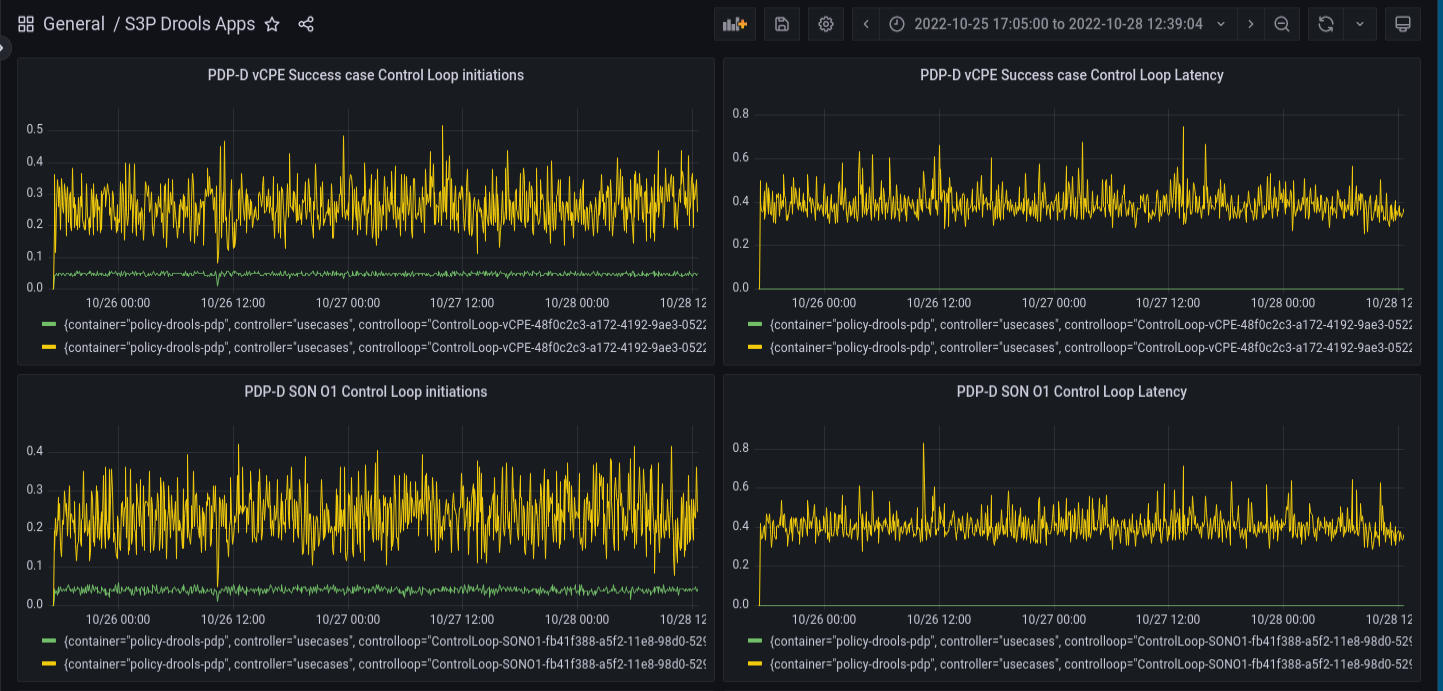 General / S3P Drools Apps
2022-10-25 17:05:00 to 2022-10-28 12:39:04
PDP-D vCPE Success case Control Loop initiations
0.5
0.4
0.3
0.2
0.1
0.0
10/26 00:00 10/26 12:00 10/27 00:00 10/27 12:00 10/28 00:00 10/28 12
{container="policy-drools-pdp", controller="usecases", controlloop="ControlLoop-vCPE-48f0c2c3-a172-4192-9ae3-0522
{container="policy-drools-pdp", controller="usecases", controlloop="ControlLoop-vCPE-48f0c2c3-a172-4192-9ae3-0522
PDP-D vCPE Success case Control Loop Latency
0.8
0.6
0.4
0.2
0.0
10/26 00:00 10/26 12:00 10/27 00:00 10/27 12:00 10/28 00:00 10/28 12
{container="policy-drools-pdp", controller="usecases", controlloop="ControlLoop-vCPE-48f0c2c3-a172-4192-9ae3-0522
{container="policy-drools-pdp", controller="usecases", controlloop="ControlLoop-vCPE-48f0c2c3-a172-4192-9ae3-0522
PDP-D SON O1 Control Loop initiations
0.4
0.3
0.2
0.1
0.0
10/26 00:00 10/26 12:00 10/27 00:00 10/27 12:00 10/28 00:00 10/28 12
{container="policy-drools-pdp", controller="usecases", controlloop="ControlLoop-SONO1-fb41f388-a5f2-11e8-98d0-529
{container="policy-drools-pdp", controller="usecases", controlloop="ControlLoop-SONO1-fb41f388-a5f2-11e8-98d0-529
PDP-D SON O1 Control Loop Latency
0.8
0.6
0.4
0.2
0.0
10/26 00:00 10/26 12:00 10/27 00:00 10/27 12:00 10/28 00:00 10/28 12
{container="policy-drools-pdp", controller="usecases", controlloop="ControlLoop-SONO1-fb41f388-a5f2-11e8-98d0-529
{container="policy-drools-pdp", controller="usecases", controlloop="ControlLoop-SONO1-fb41f388-a5f2-11e8-98d0-529